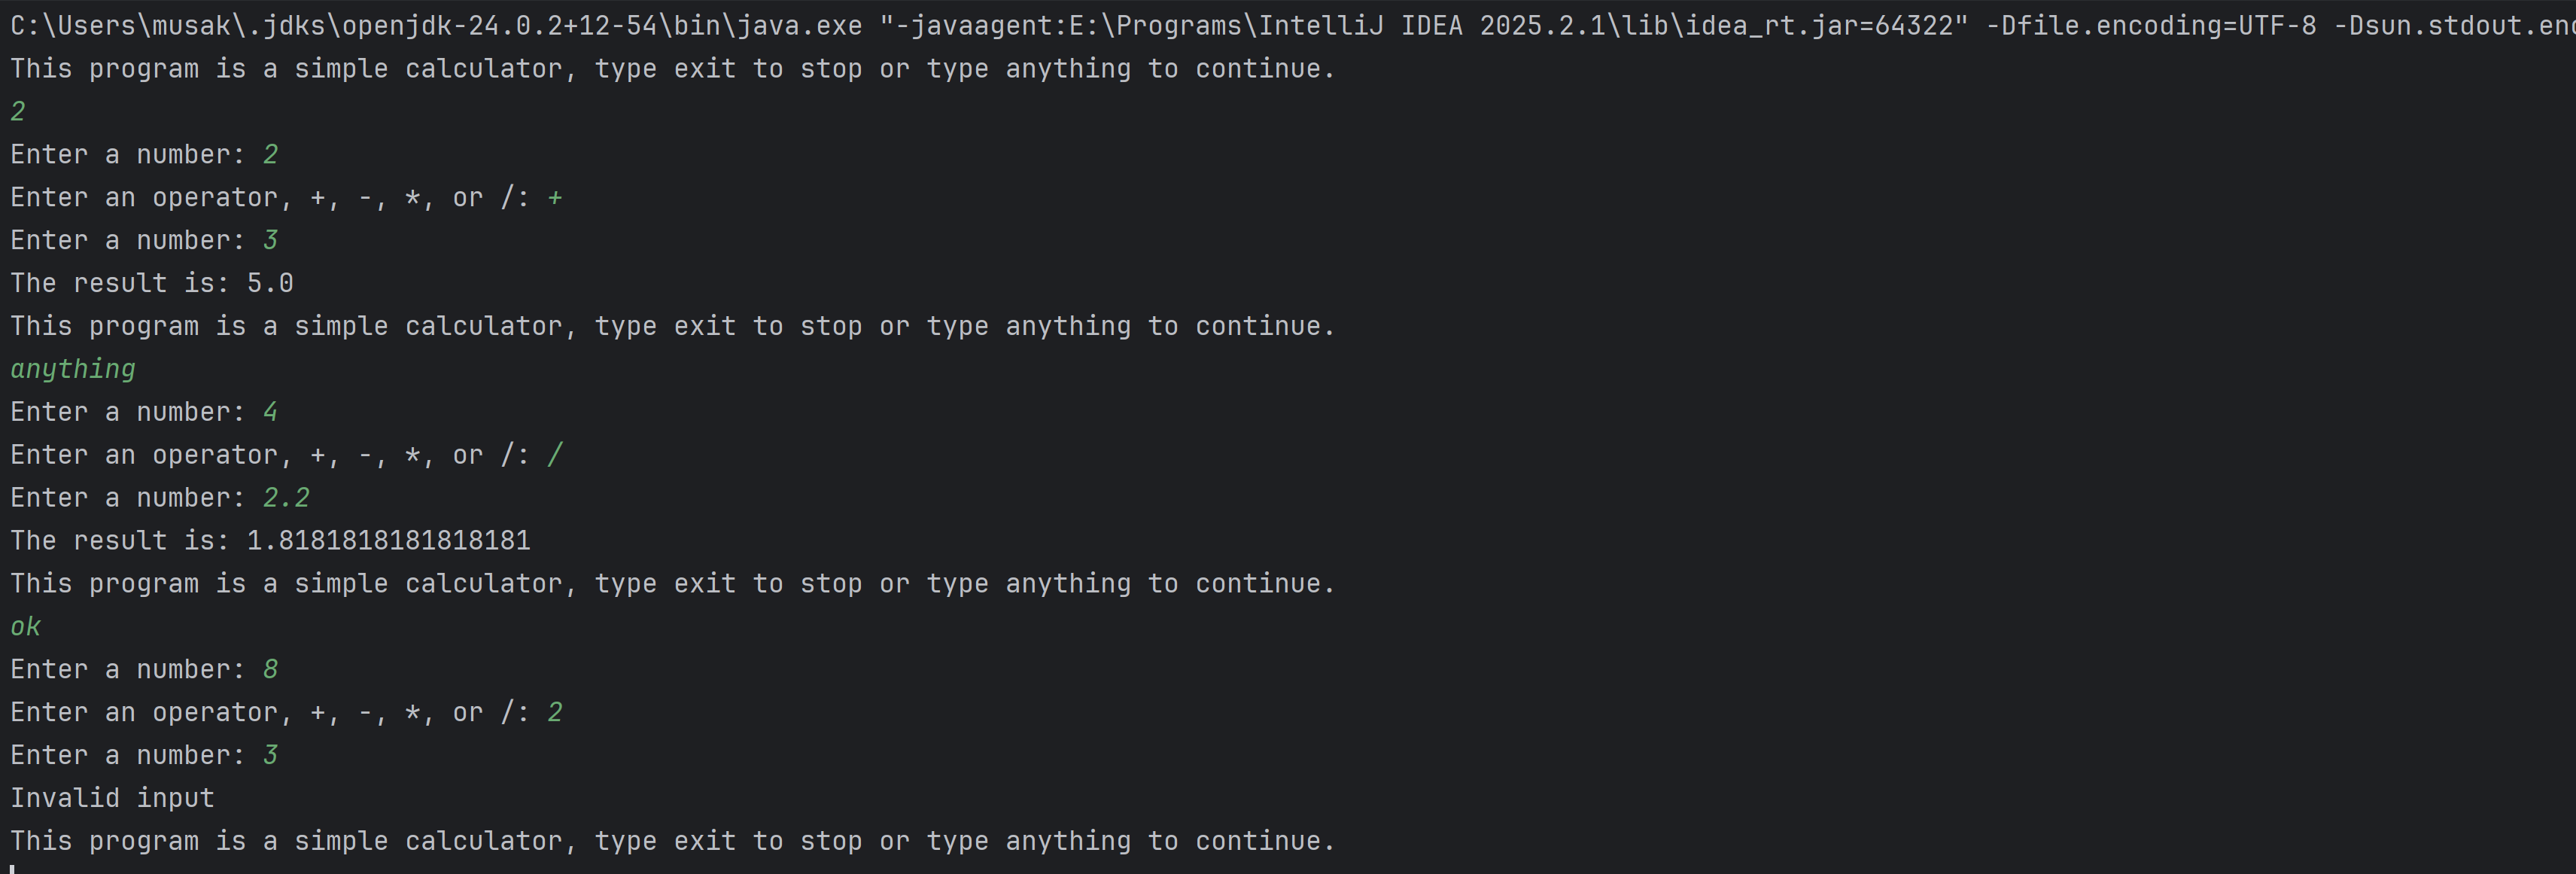 C:\Users\musak\.jdks\openjdk-24.0.2+12-54\bin\java.exe "-javaagent:E:\Programs\IntelliJ IDEA 2025.2.1\lib\idea_rt.jar=64322" -Dfile.encoding=UTF-8 -Dsun.stdout.enc
This program is a simple calculator, type exit to stop or type anything to continue.
2
Enter a number: 2
Enter an operator, +, -, *, or /: +
Enter a number: 3
The result is: 5.0
This program is a simple calculator, type exit to stop or type anything to continue.
anything
Enter a number: 4
Enter an operator, +, -, *, or /: /
Enter a number: 2.2
The result is: 1.8181818181818181
This program is a simple calculator, type exit to stop or type anything to continue.
ok
Enter a number: 8
Enter an operator, +, -, *, or /: 2
Enter a number: 3
Invalid input
This program is a simple calculator, type exit to stop or type anything to continue.